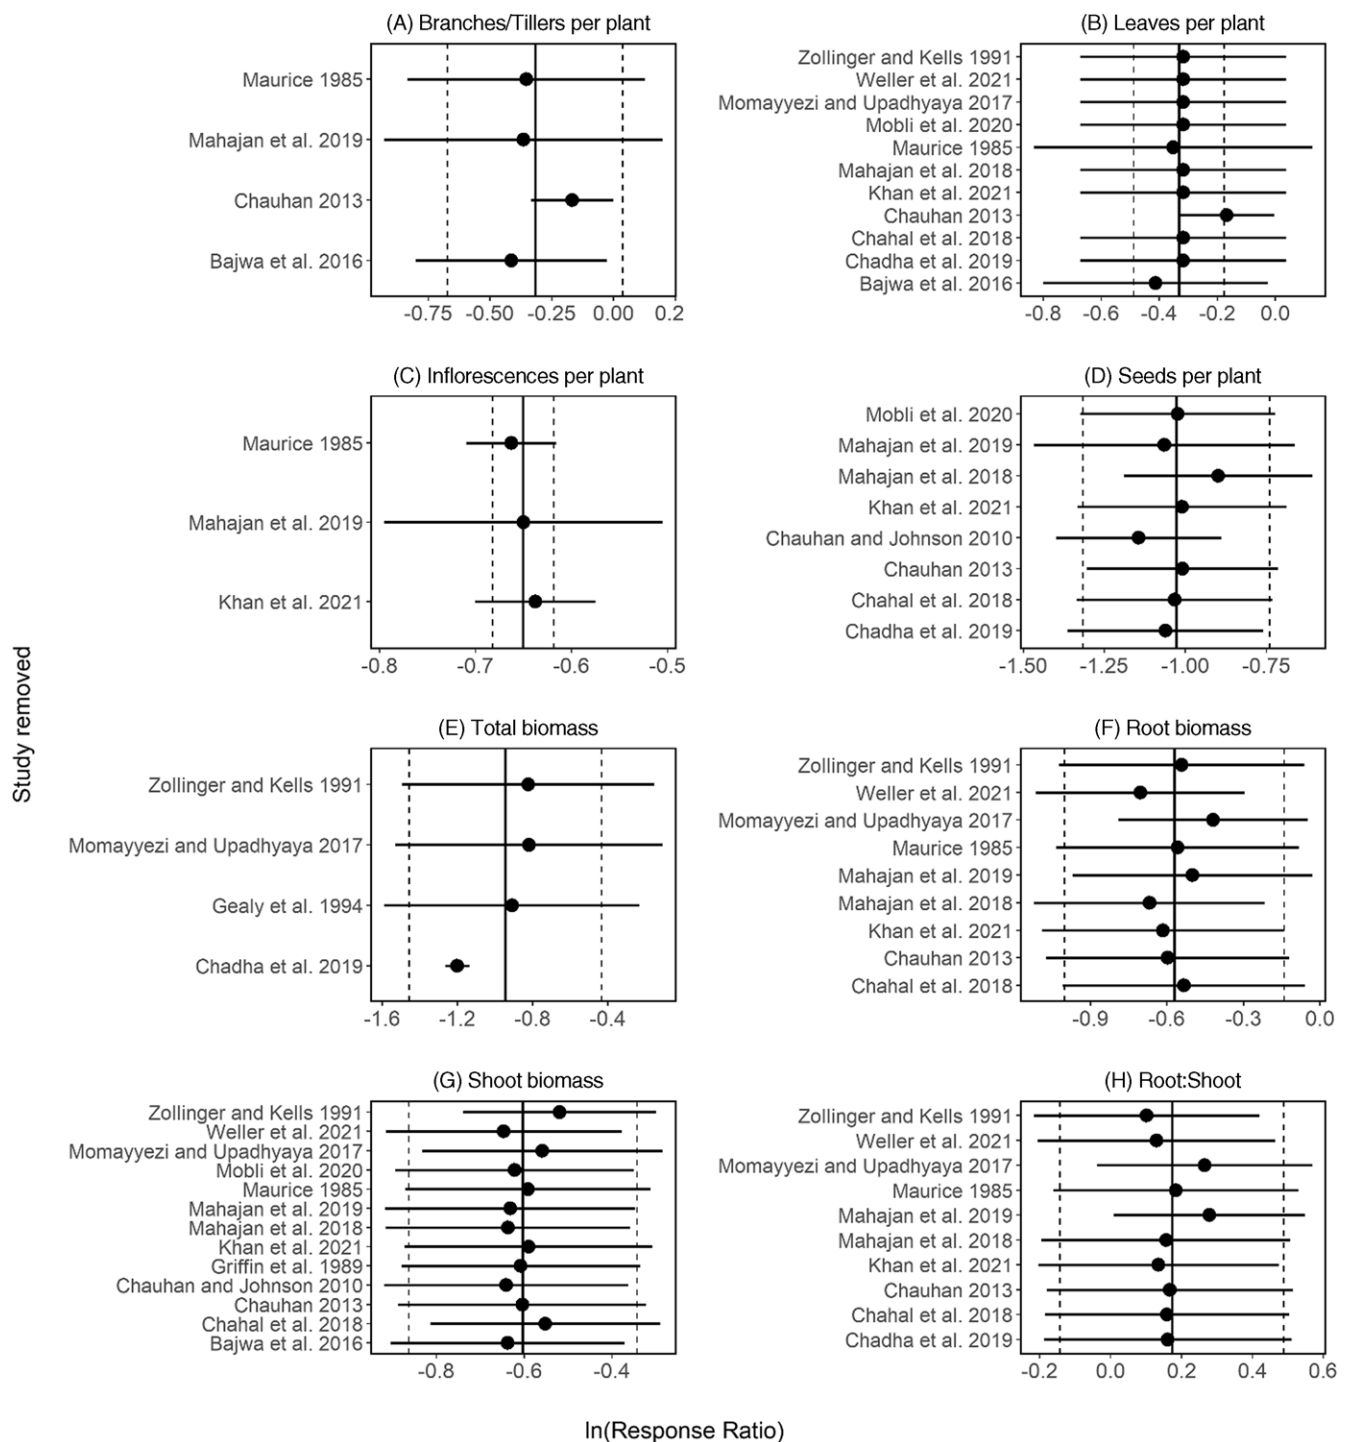 (A) Branches/Tillers per plant
Maurice 1985
Mahajan et al. 2019
Chauhan 2013
Bajwa et al. 2016
-0.75 -0.50 -0.25 0.00 0.2
(B) Leaves per plant
Zollinger and Kells 1991
Weller et al. 2021
Momayyezi and Upadhyaya 2017
Mobli et al. 2020
Maurice 1985
Mahajan et al. 2018
Khan et al. 2021
Chauhan 2013
Chahal et al. 2018
Chadha et al. 2019
Bajwa et al. 2016
-0.8 -0.6 -0.4 -0.2 0.0
(C) Inflorescences per plant
Maurice 1985
Mahajan et al. 2019
Khan et al. 2021
-0.8 -0.7 -0.6 -0.5
(D) Seeds per plant
Mobli et al. 2020
Mahajan et al. 2019
Mahajan et al. 2018
Khan et al. 2021
Chauhan and Johnson 2010
Chauhan 2013
Chahal et al. 2018
Chadha et al. 2019
-1.50 -1.25 -1.00 -0.75
Study removed
(E) Total biomass
Zollinger and Kells 1991
Momayyezi and Upadhyaya 2017
Gealy et al. 1994
Chadha et al. 2019
-1.6 -1.2 -0.8 -0.4
(F) Root biomass
Zollinger and Kells 1991
Weller et al. 2021
Momayyezi and Upadhyaya 2017
Maurice 1985
Mahajan et al. 2019
Mahajan et al. 2018
Khan et al. 2021
Chauhan 2013
Chahal et al. 2018
-0.9 -0.6 -0.3 0.0
(G) Shoot biomass
Zollinger and Kells 1991
Weller et al. 2021
Momayyezi and Upadhyaya 2017
Mobli et al. 2020
Maurice 1985
Mahajan et al. 2019
Mahajan et al. 2018
Khan et al. 2021
Griffin et al. 1989
Chauhan and Johnson 2010
Chauhan 2013
Chahal et al. 2018
Bajwa et al. 2016
-0.8 -0.6 -0.4
(H) Root:Shoot
Zollinger and Kells 1991
Weller et al. 2021
Momayyezi and Upadhyaya 2017
Maurice 1985
Mahajan et al. 2019
Mahajan et al. 2018
Khan et al. 2021
Chauhan 2013
Chahal et al. 2018
Chadha et al. 2019
-0.2 0.0 0.2 0.4 0.6
ln(Response Ratio)